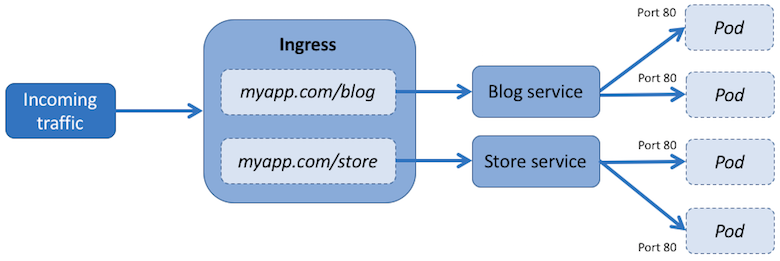 Incoming
traffic
Ingress
myapp.com/blog
myapp.com/store
Blog service
Store service
Port 80
Pod
Port 80
Pod
Port 80
Pod
Port 80
Pod